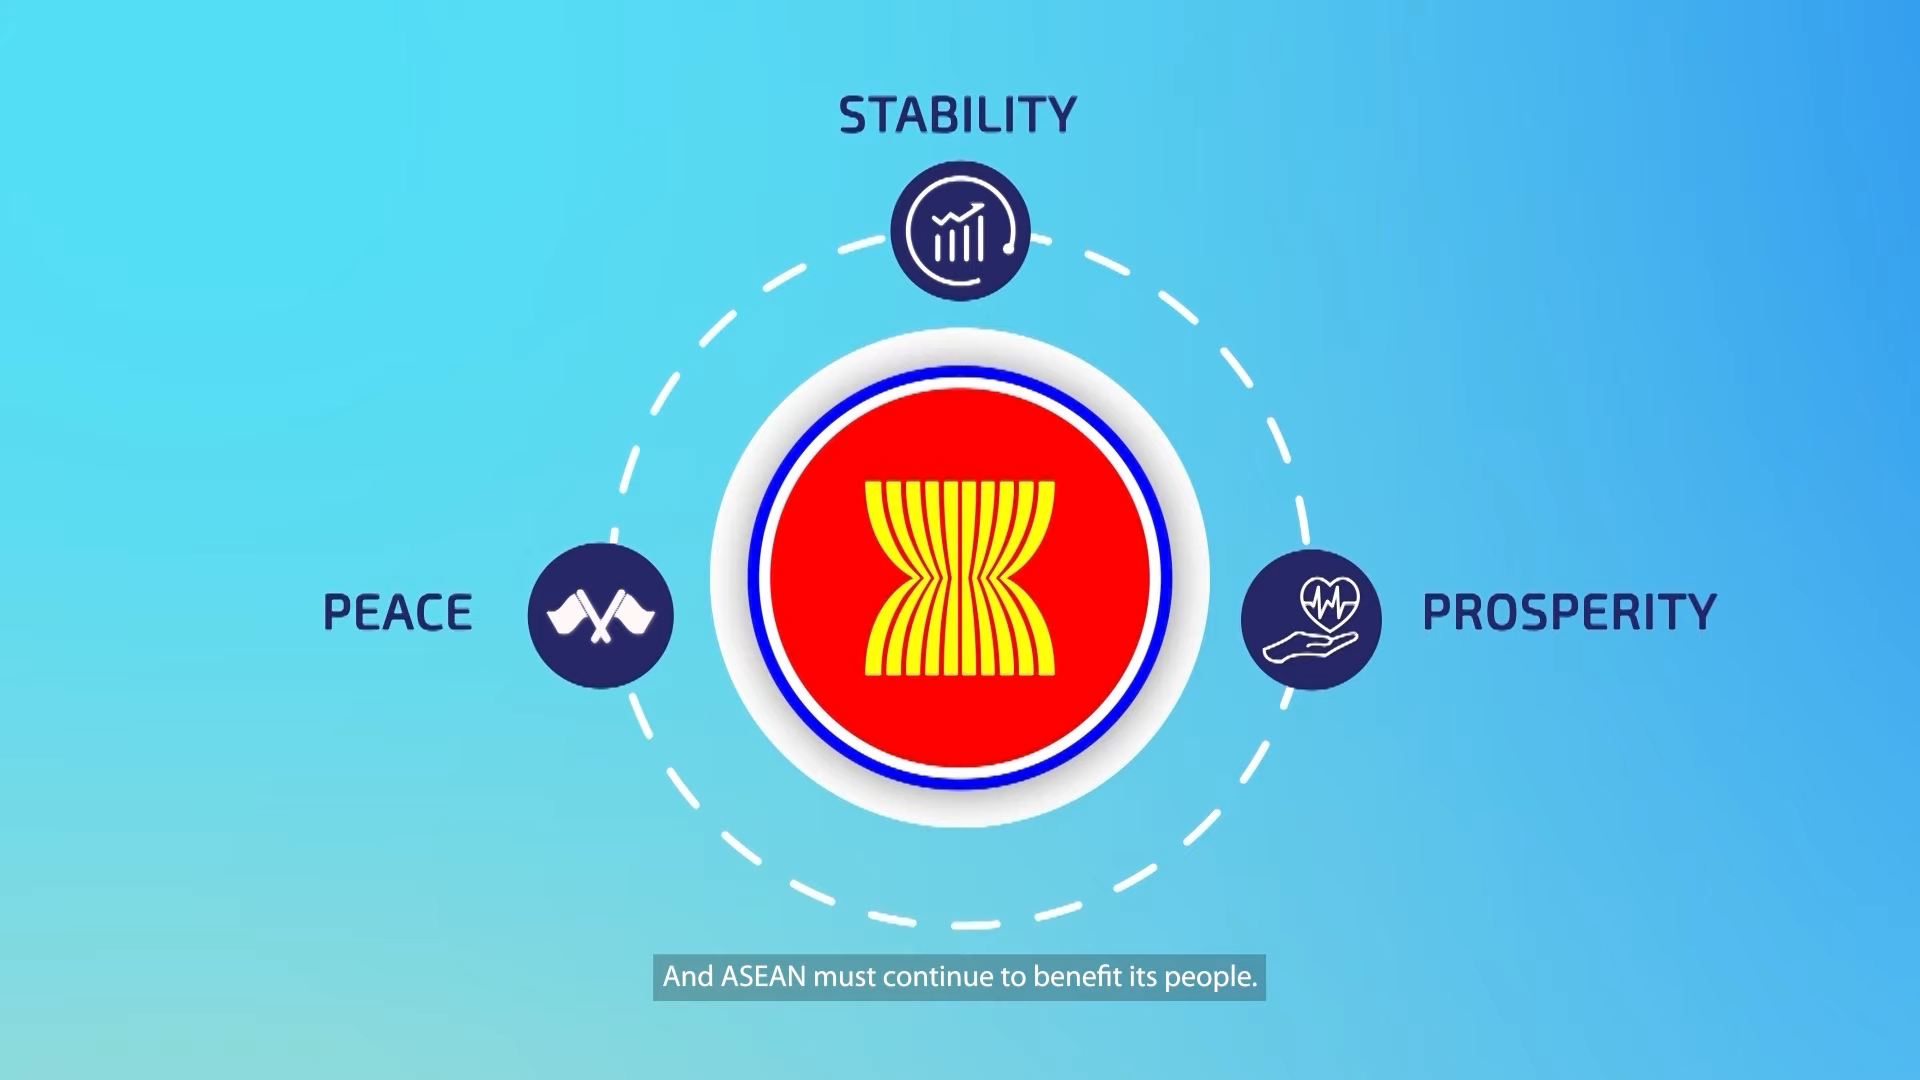 STABILITY
PEACE
PROSPERITY
And ASEAN must continue to benefit its people.